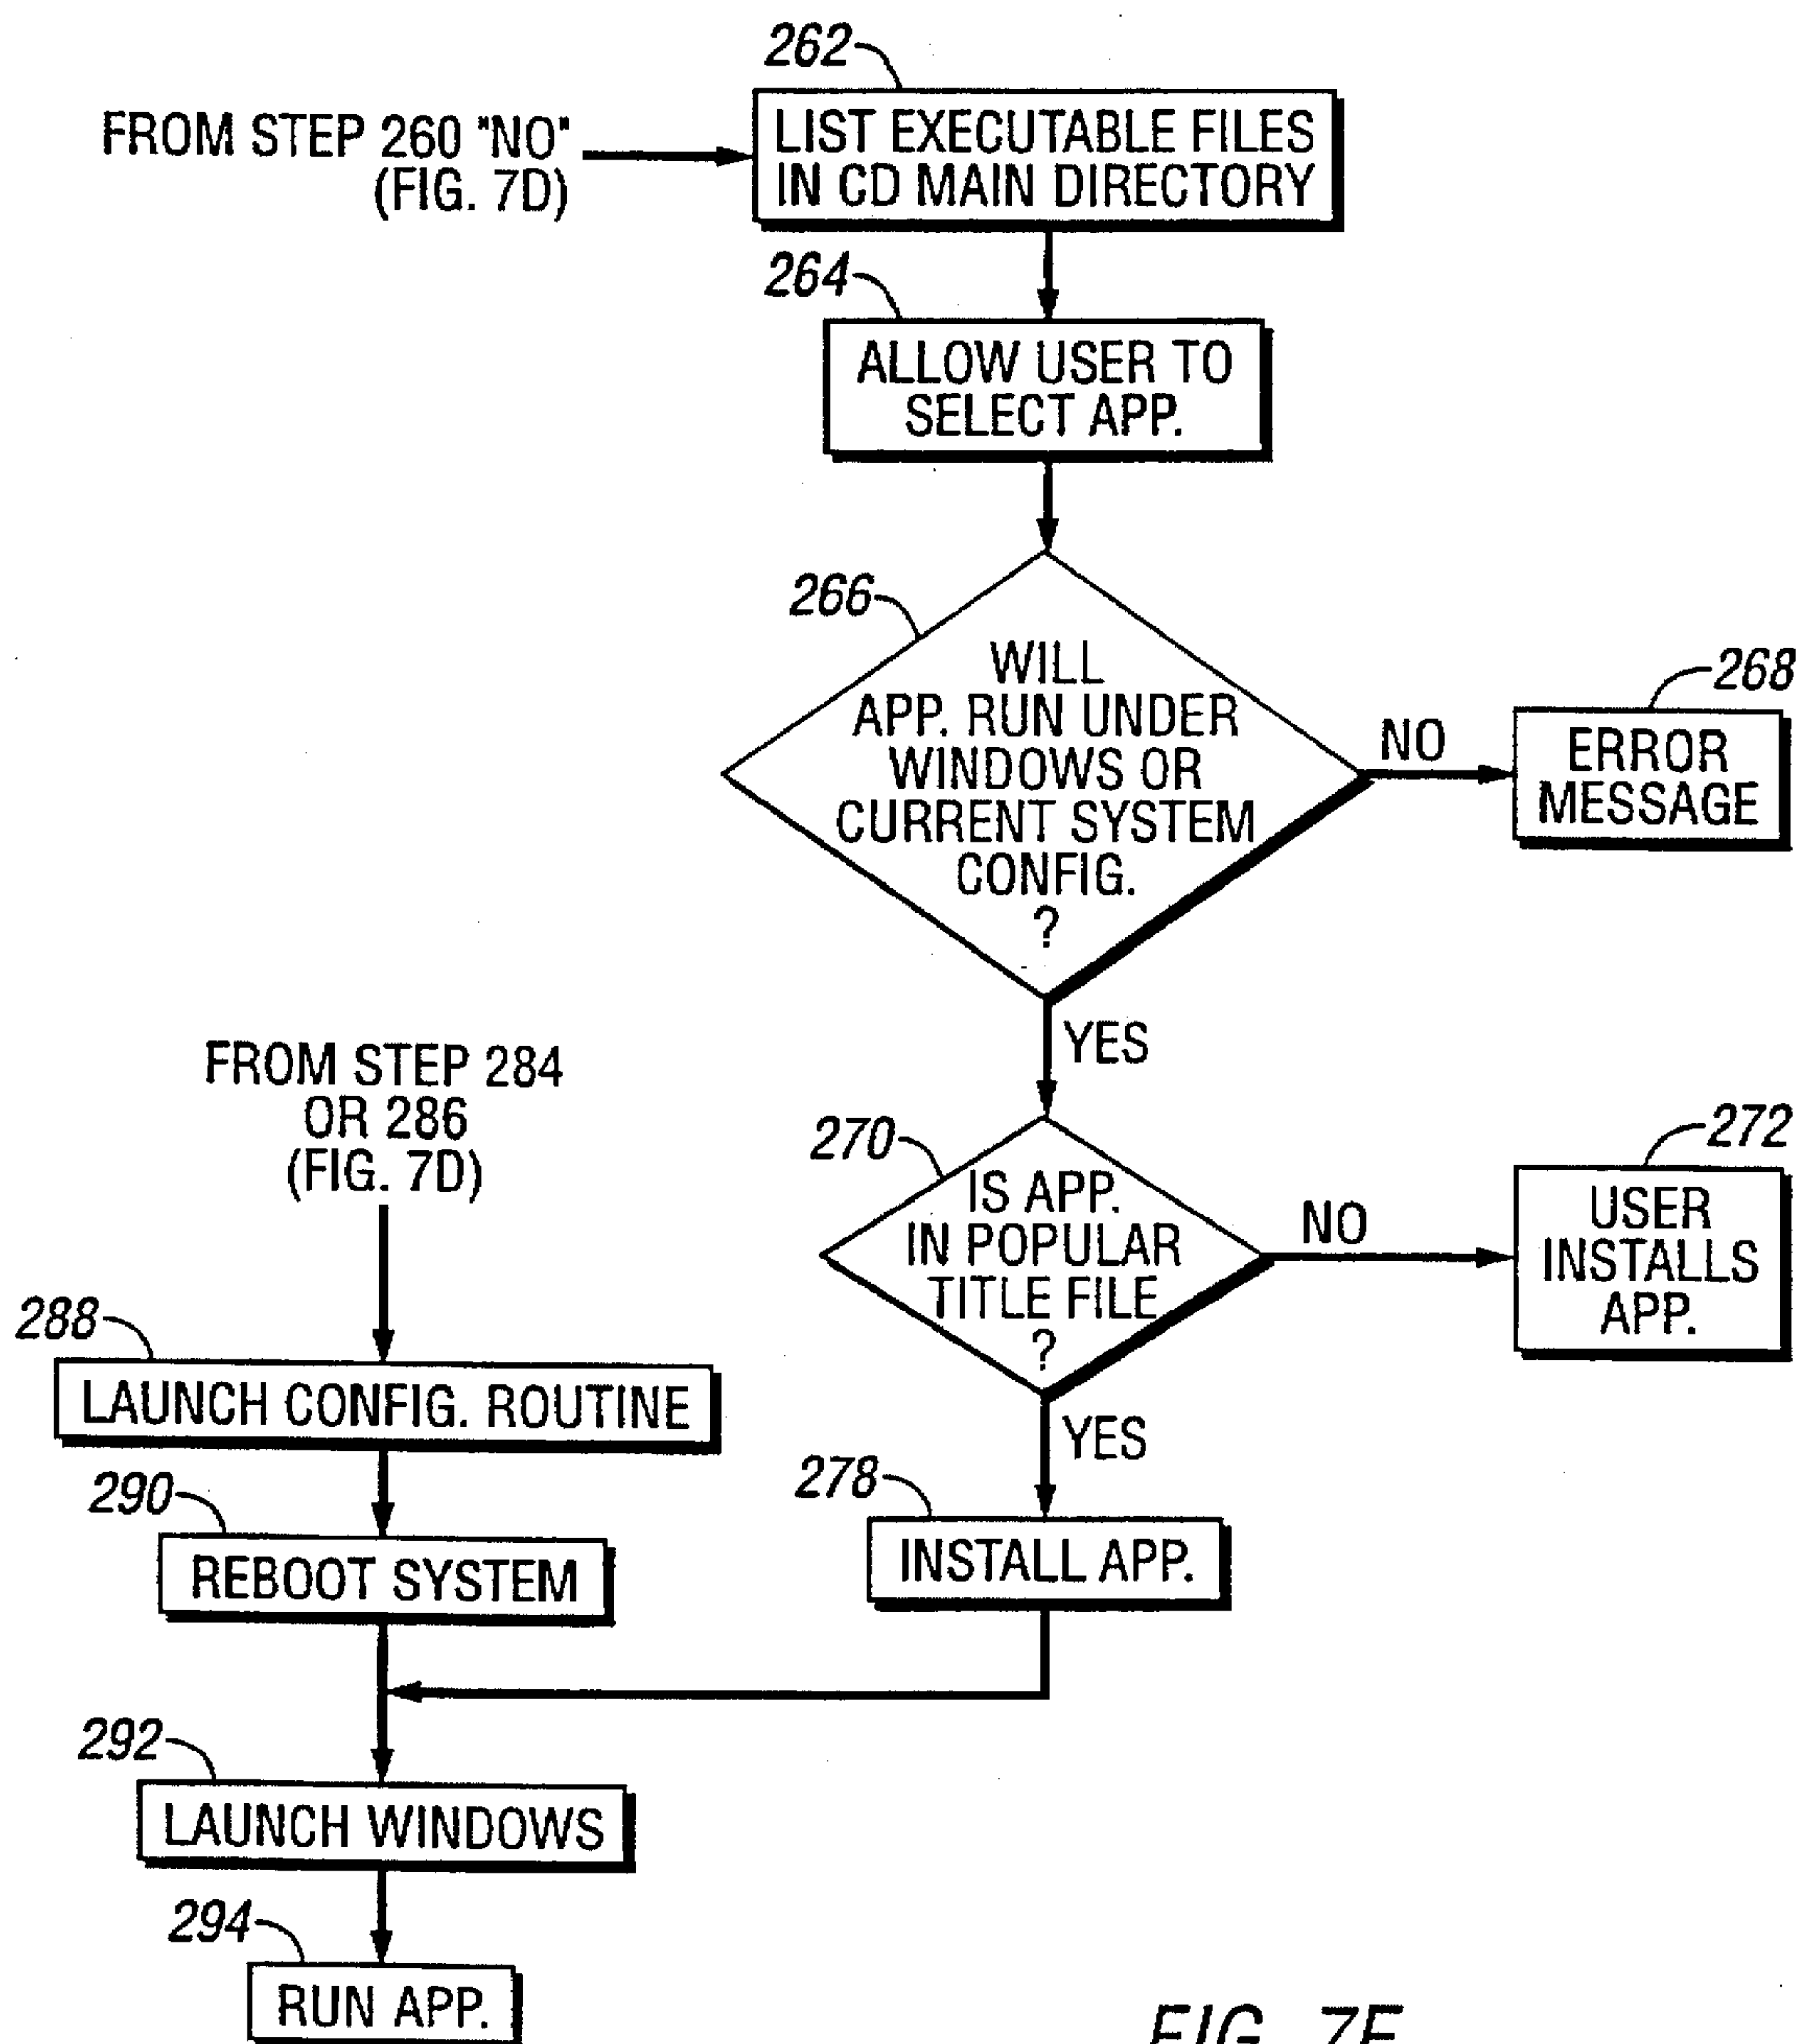 262
FROM STEP 260 "NO"
(FIG. 7D)
LIST EXECUTABLE FILES
IN CD MAIN DIRECTORY
264
ALLOW USER TO
SELECT APP.
266
WILL
APP. RUN UNDER
WINDOWS OR
CURRENT SYSTEM
CONFIG.
?
NO
268
ERROR
MESSAGE
YES
FROM STEP 284
OR 286
(FIG. 7D)
270
IS APP.
IN POPULAR
TITLE FILE
?
NO
272
USER
INSTALLS
APP.
YES
288
LAUNCH CONFIG. ROUTINE
290
REBOOT SYSTEM
278
INSTALL APP.
292
LAUNCH WINDOWS
294
RUN APP.
FIG. 7E